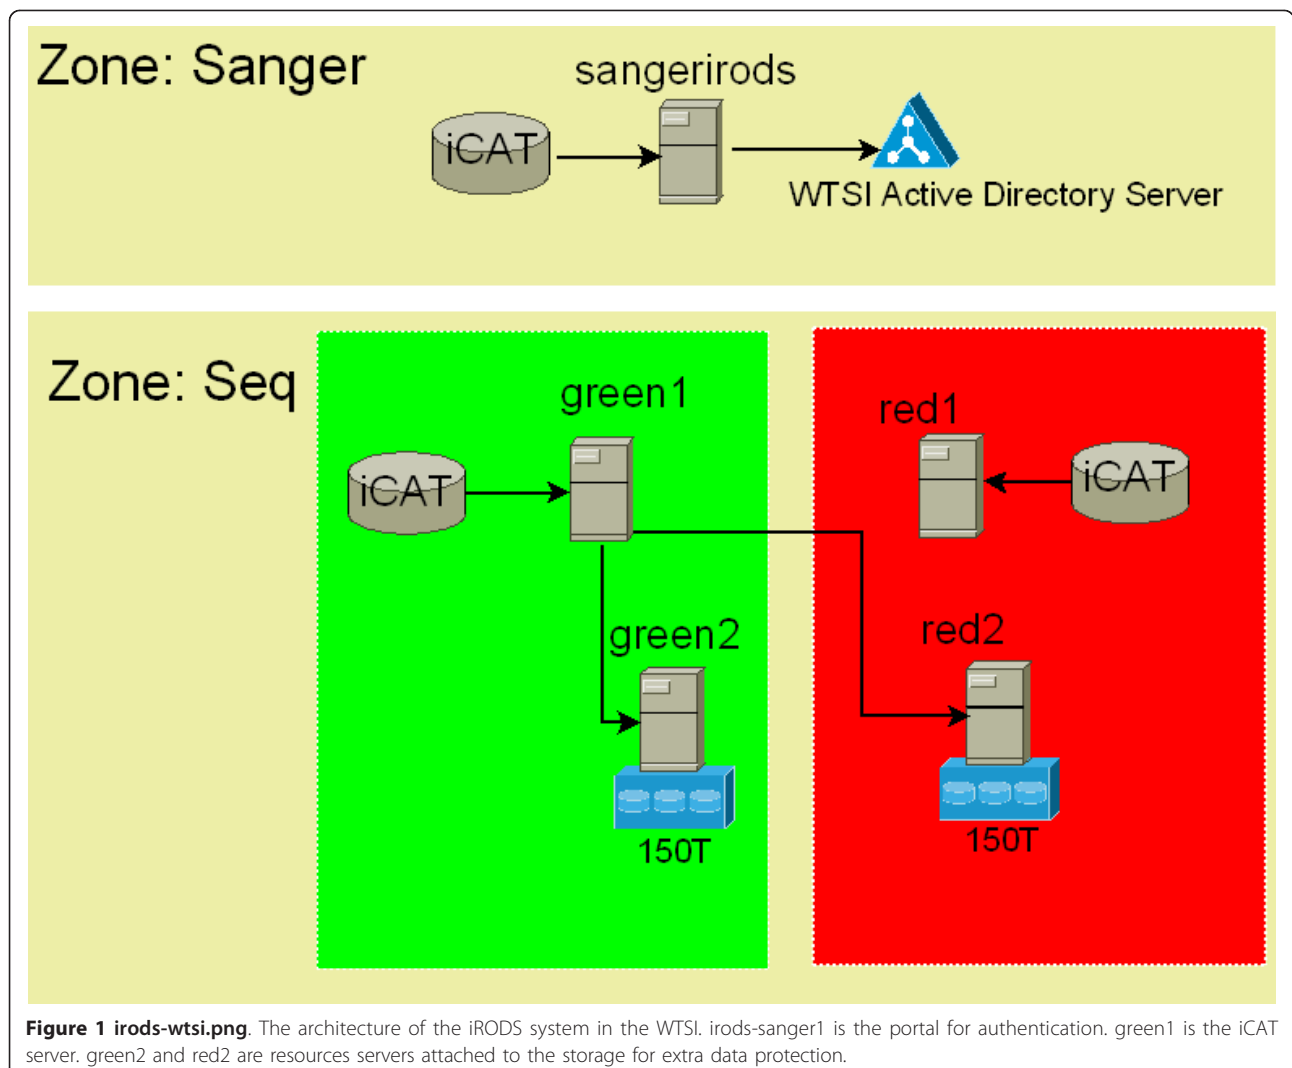 Zone: Sanger
sangerirods
iCAT
WTSI Active Directory Server
Zone: Seq
green1
red1
iCAT
iCAT
green2
red2
150T
150T
Figure 1 irods-wtsi.png. The architecture of the iRODS system in the WTSI. irods-sanger1 is the portal for authentication. green1 is the iCAT
server. green2 and red2 are resources servers attached to the storage for extra data protection.